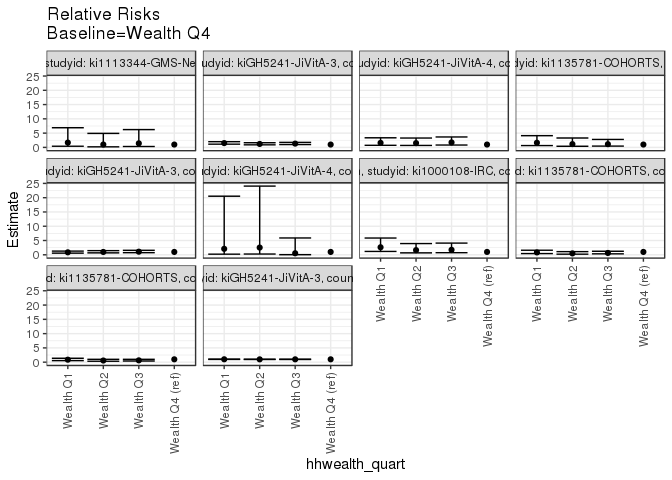 Relative Risks
Baseline=Wealth Q4
studyid: ki1113344-GMS-Ne
udyid: kiGH5241-JiVitA-3, co
udyid: kiGH5241-JiVitA-4, co
studyid: ki1135781-COHORTS,
25
20
15
10
5
0
udyid: kiGH5241-JiVitA-3, co
dyid: kiGH5241-JiVitA-4, cou
, studyid: ki1000108-IRC, co
d: ki1135781-COHORTS, co
25
20
15
10
5
0
d: ki1135781-COHORTS, co
yid: kiGH5241-JiVitA-3, coun
25
20
15
10
5
0
Estimate
Wealth Q1
Wealth Q2
Wealth Q3
Wealth Q4 (ref)
Wealth Q1
Wealth Q2
Wealth Q3
Wealth Q4 (ref)
Wealth Q1
Wealth Q2
Wealth Q3
Wealth Q4 (ref)
Wealth Q1
Wealth Q2
Wealth Q3
Wealth Q4 (ref)
hhwealth_quart